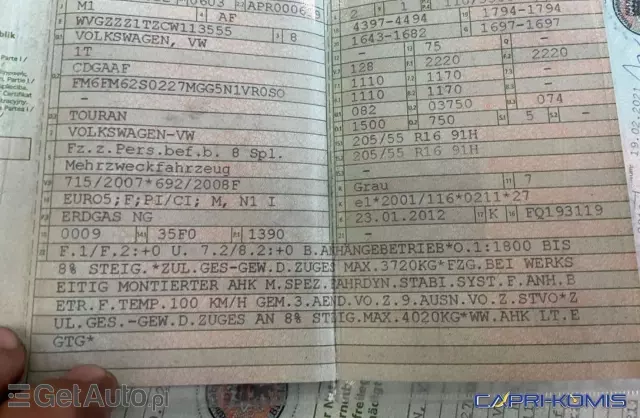 M1 0603 APR000628
AF
WVGZZZ1TZCW113555 8
VOLKSWAGEN, VW
1T
CDGAAF
FM6FM62S0227MGG5N1VR0S0
-
TOURAN
VOLKSWAGEN-VW
Fz.z.Pers.bef.b. 8 Spl.
Mehrzweckfahrzeug
715/2007*692/2008F
EURO5;F;PI/CI; M, N1 I
ERDGAS NG
0009 35F0 1390
2 1
4397-4494 1794-1794
1643-1682 1697-1697
- 75 -
128 2220 2220
1110 1170 -
1110 1170 -
082 03750 074
1500 750 5 -
205/55 R16 91H
205/55 R16 91H
-
-
Grau 7
e1*2001/116*0211*27
23.01.2012 K FQ193119
F.1/F.2:+0 U. 7.2/8.2:+0 B.ANHÄNGEBETRIEB*O.1:1800 BIS
8% STEIG.*ZUL.GES-GEW.D.ZUGES MAX.3720KG*FZG.BEI WERKS
EITIG MONTIERTER AHK M.SPEZ.FAHRDYN.STABI.SYST.F.ANH.B
ETR.F.TEMP.100 KM/H GEM.3.AEND.VO.Z.9.AUSN.VO.Z.STVO*Z
UL.GES.-GEW.D.ZUGES AN 8% STEIG.MAX.4020KG*WW.AHK LT.E
GTG*
GetAuto.pl
CAPRI-KOMIS